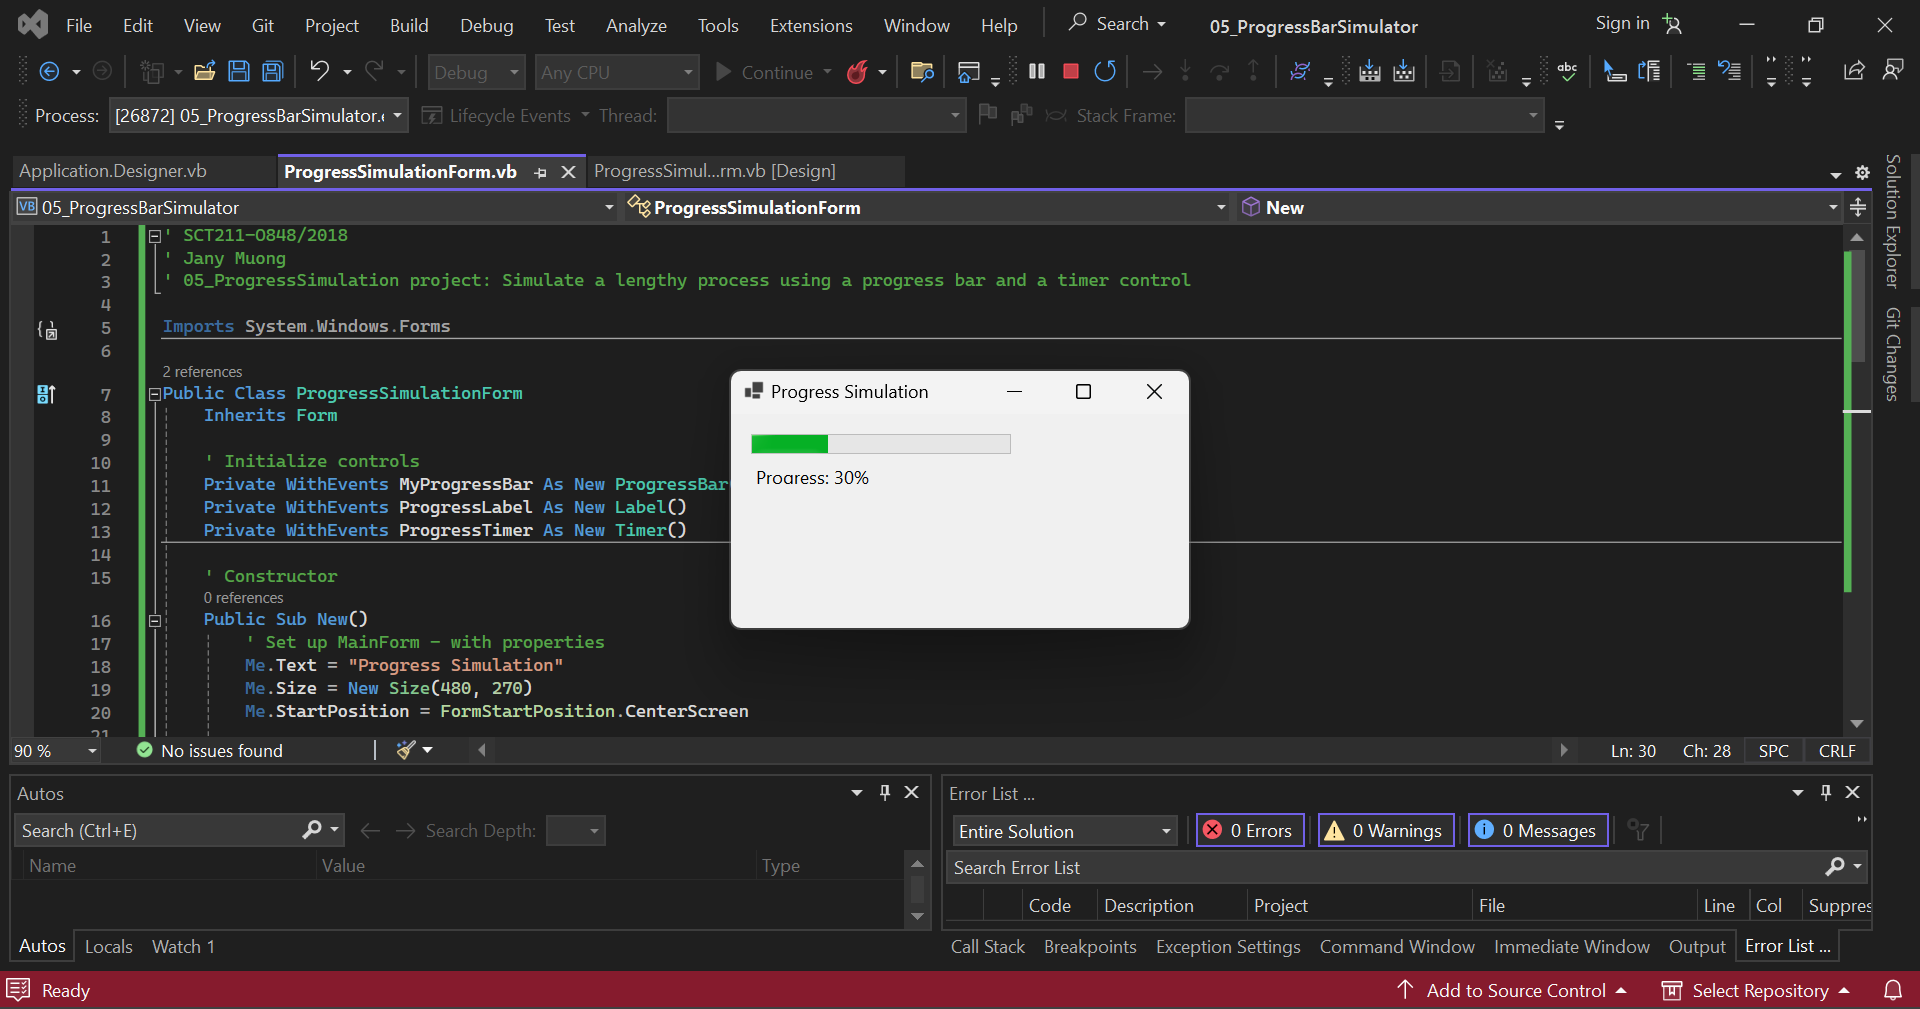 File Edit View Git Project Build Debug Test Analyze Tools Extensions Window Help Search 05_ProgressBarSimulator Sign in
Debug Any CPU Continue abc
Process: [26872] 05_ProgressBarSimulator.e Lifecycle Events Thread: Stack Frame:
Application.Designer.vb ProgressSimulationForm.vb ProgressSimul...rm.vb [Design]
VB 05_ProgressBarSimulator ProgressSimulationForm New
Solution Explorer
Git Changes
1 ' SCT211-0848/2018
2 ' Jany Muong
3 ' 05_ProgressSimulation project: Simulate a lengthy process using a progress bar and a timer control
4
5 Imports System.Windows.Forms
6
2 references
7 Public Class ProgressSimulationForm
8 Inherits Form
9
10 ' Initialize controls
11 Private WithEvents MyProgressBar As New ProgressBar
12 Private WithEvents ProgressLabel As New Label()
13 Private WithEvents ProgressTimer As New Timer()
14
15 ' Constructor
0 references
16 Public Sub New()
17 ' Set up MainForm - with properties
18 Me.Text = "Progress Simulation"
19 Me.Size = New Size(480, 270)
20 Me.StartPosition = FormStartPosition.CenterScreen
21
Progress Simulation
Progress: 30%
90 % No issues found Ln: 30 Ch: 28 SPC CRLF
Autos
Search (Ctrl+E) Search Depth:
Name Value Type
Autos Locals Watch 1
Error List ...
Entire Solution 0 Errors 0 Warnings 0 Messages
Search Error List
Code Description Project File Line Col Suppres
Call Stack Breakpoints Exception Settings Command Window Immediate Window Output Error List ...
Ready Add to Source Control Select Repository